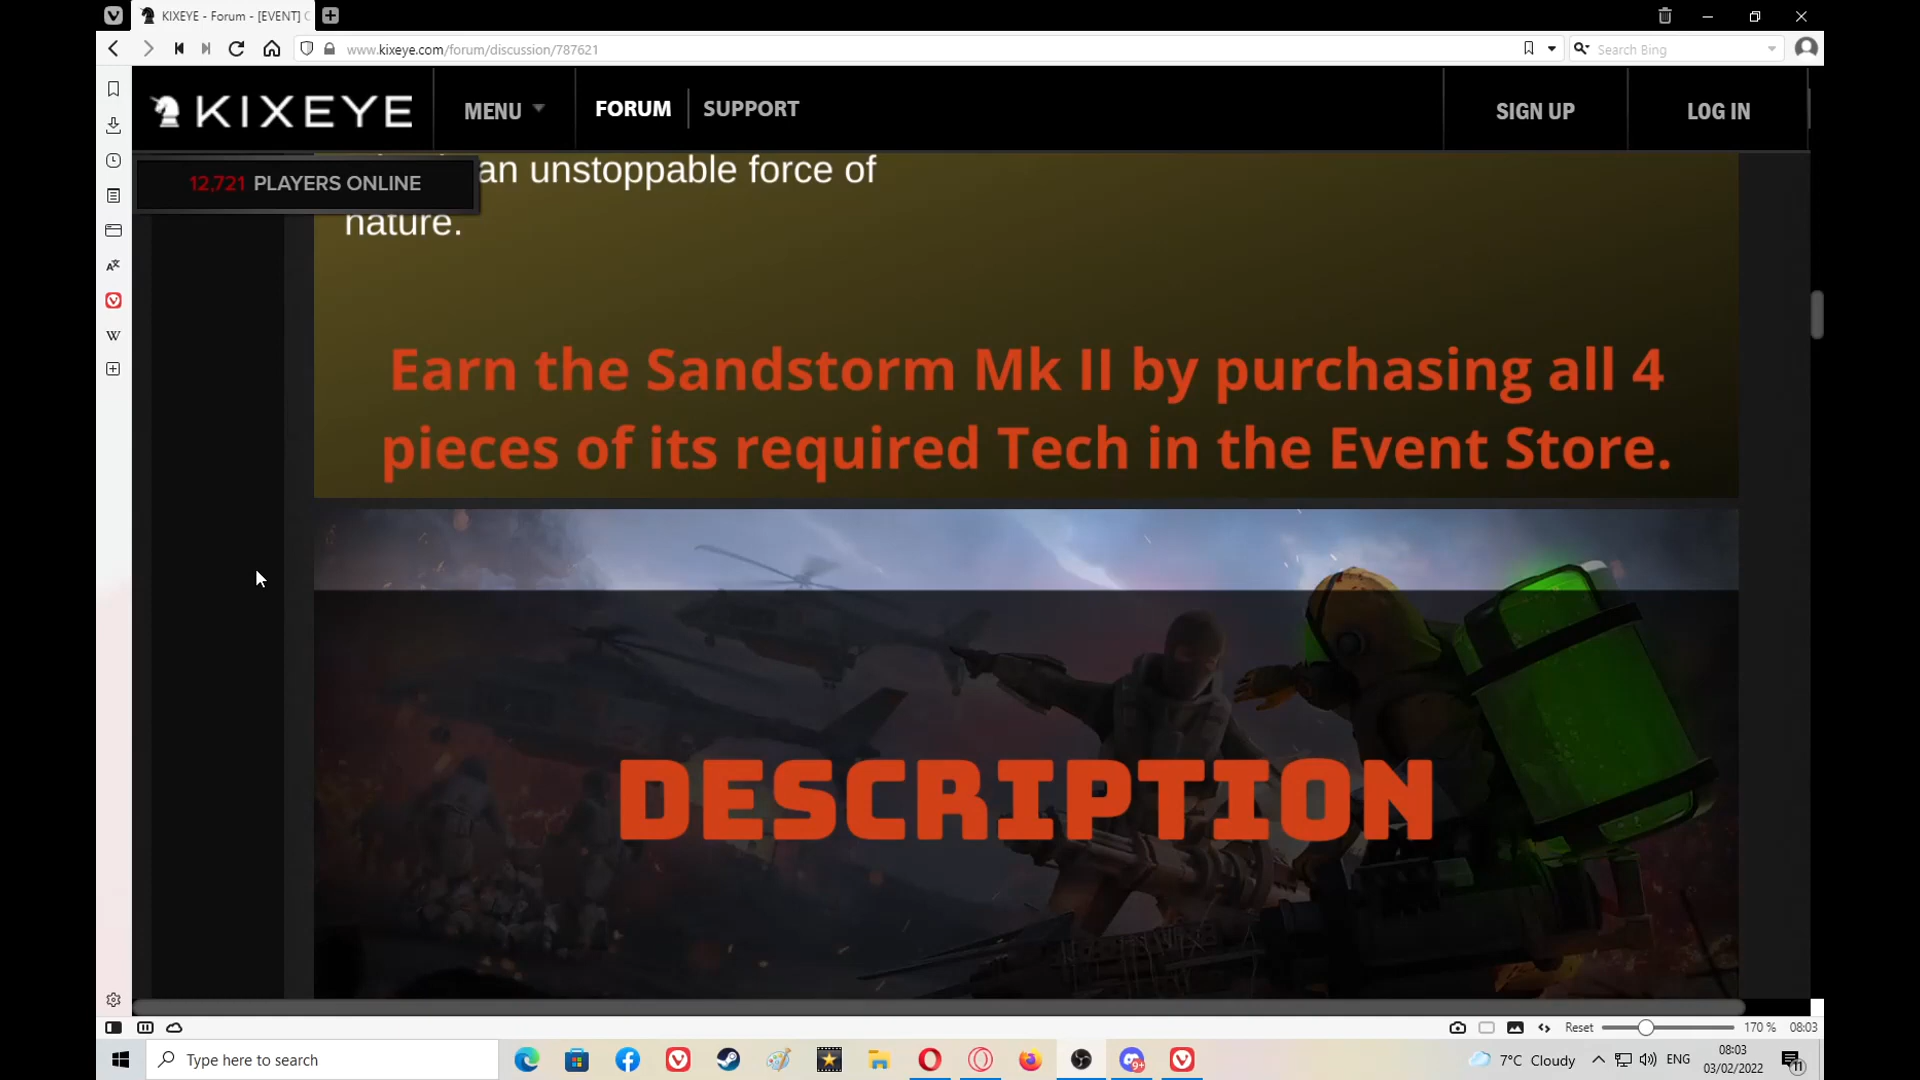 KIXEYE - Forum - [EVENT]
www.kixeye.com/forum/discussion/787621
Search Bing
KIXEYE
MENU
FORUM
SUPPORT
SIGN UP
LOG IN
12,721 PLAYERS ONLINE
an unstoppable force of
nature.
Earn the Sandstorm Mk II by purchasing all 4
pieces of its required Tech in the Event Store.
DESCRIPTION
Reset
170 %
08:03
Type here to search
9+
7°C Cloudy
ENG
08:03
03/02/2022
11